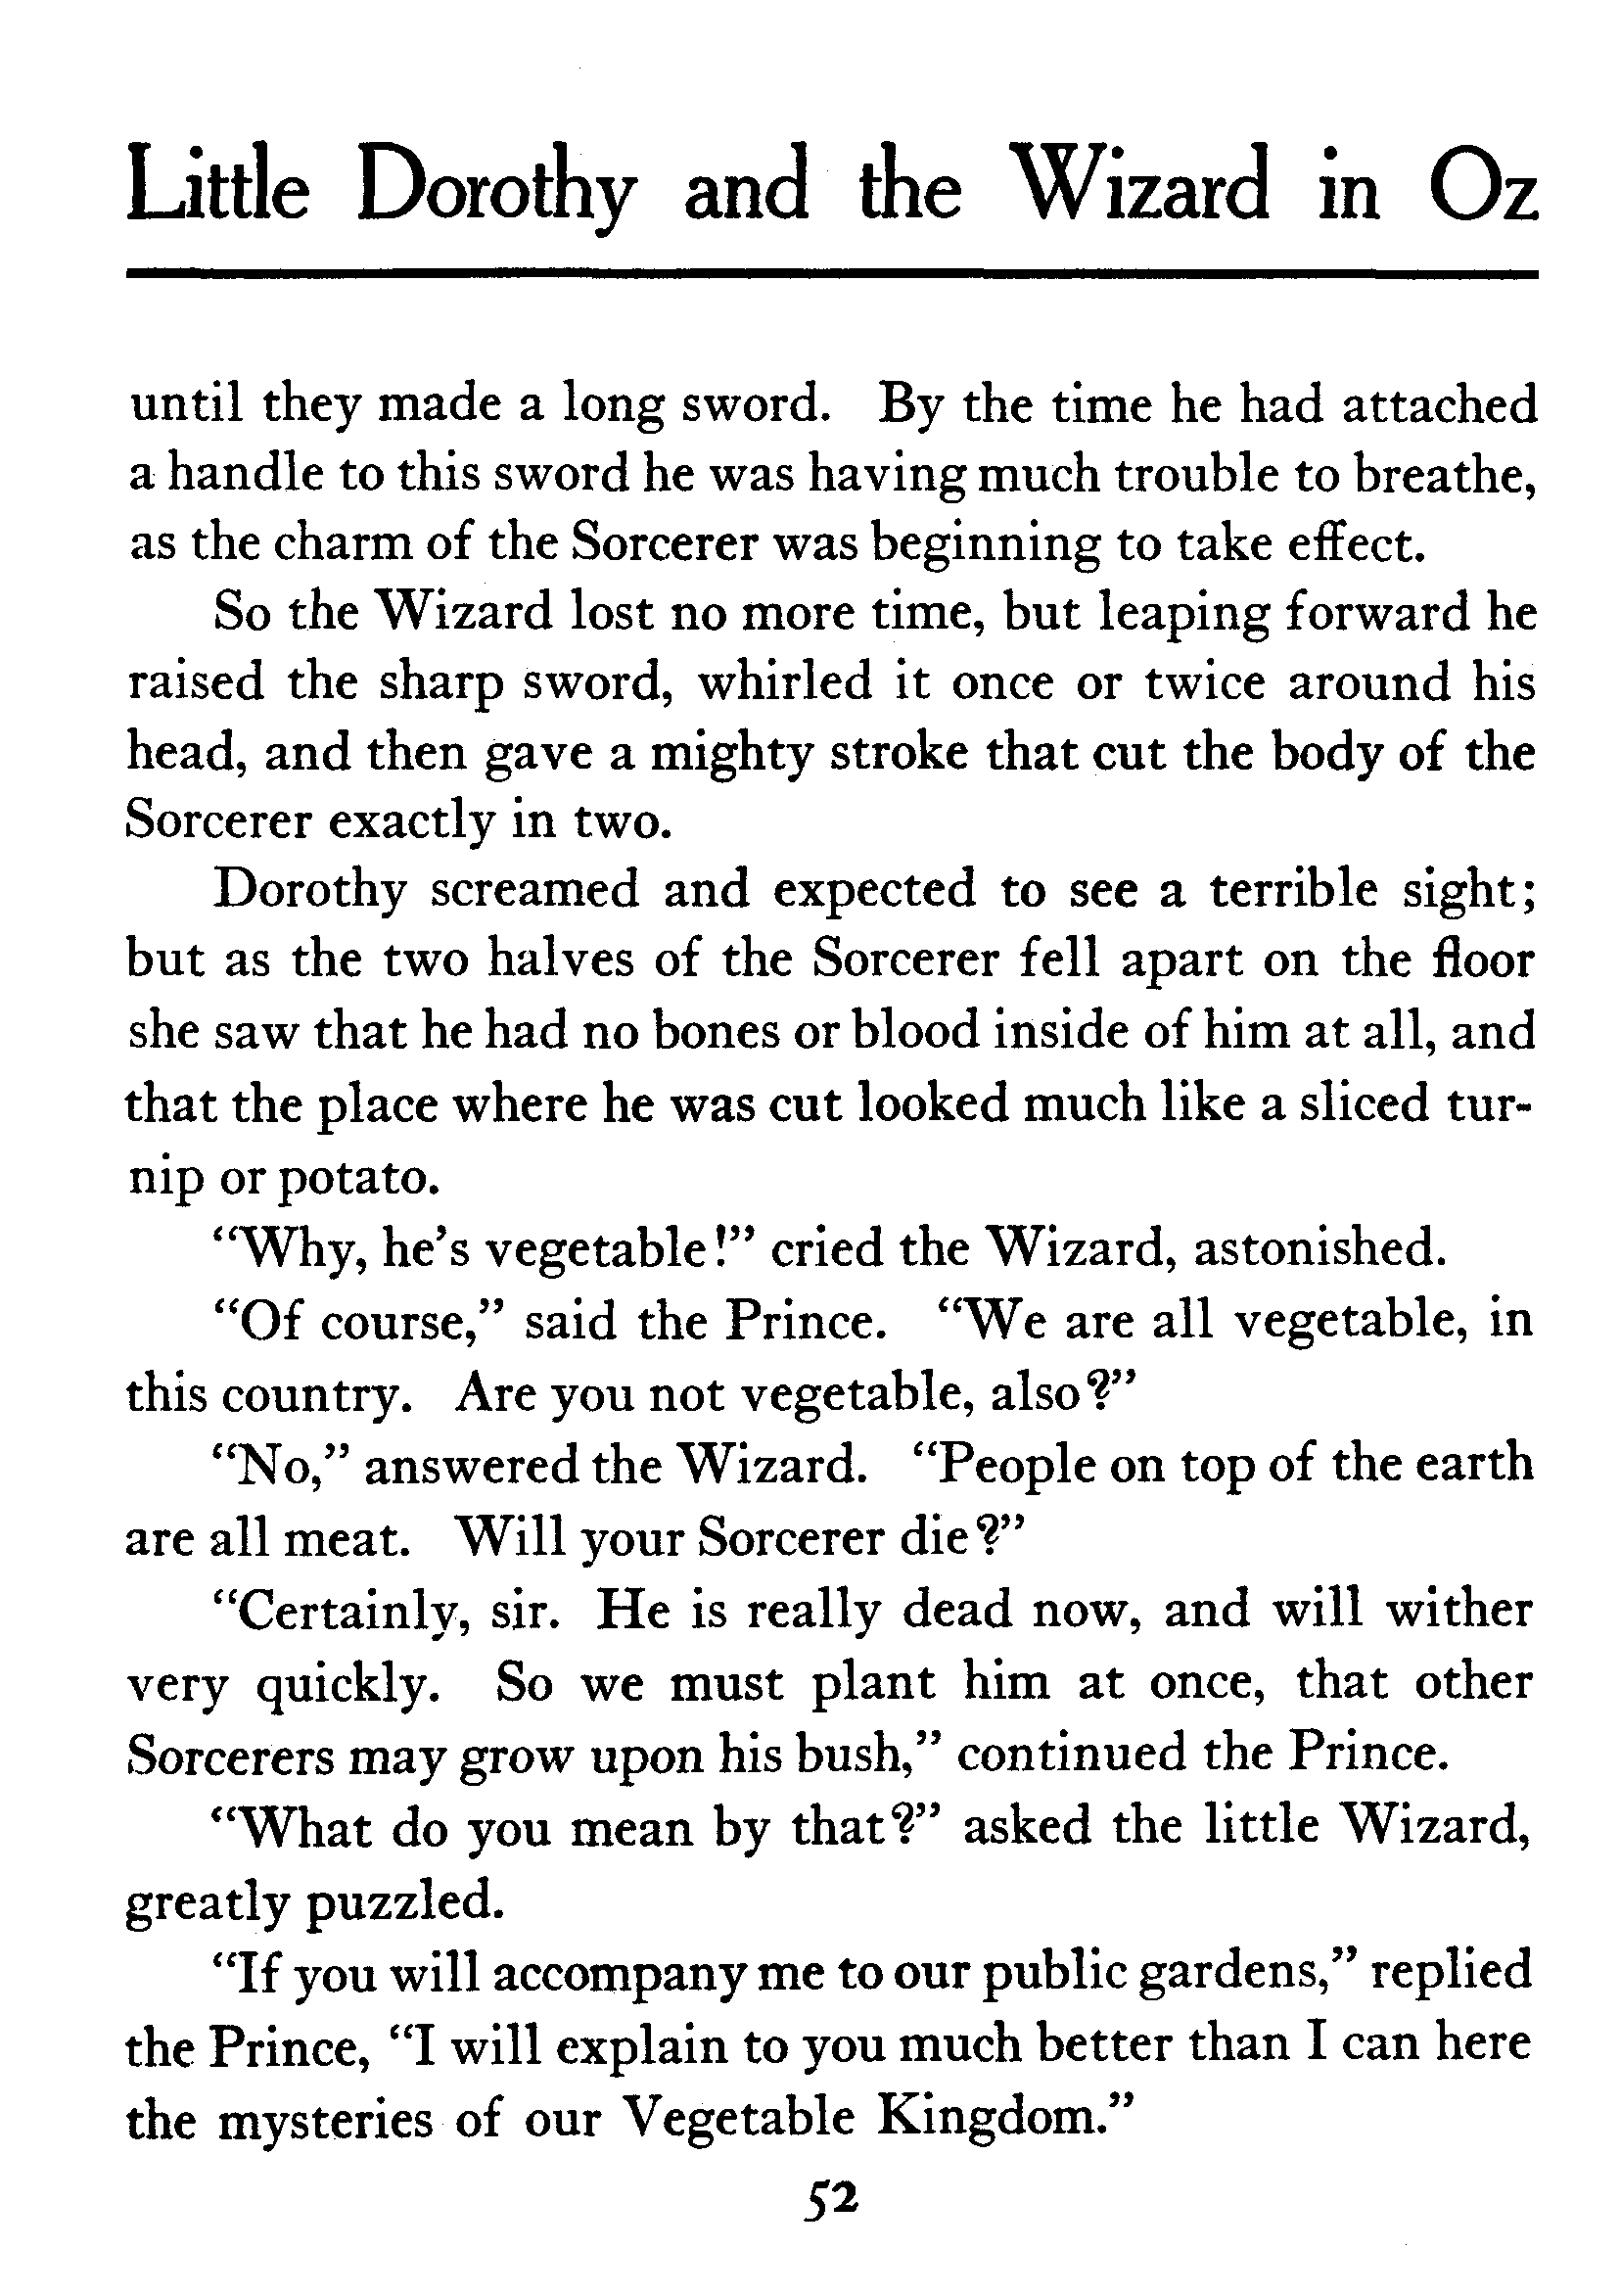 Little Dorothy and the Wizard in Oz
until they made a long sword. By the time he had attached
a handle to this sword he was having much trouble to breathe,
as the charm of the Sorcerer was beginning to take effect.
So the Wizard lost no more time, but leaping forward he
raised the sharp sword, whirled it once or twice around his
head, and then gave a mighty stroke that cut the body of the
Sorcerer exactly in two.
Dorothy screamed and expected to see a terrible sight;
but as the two halves of the Sorcerer fell apart on the floor
she saw that he had no bones or blood inside of him at all, and
that the place where he was cut looked much like a sliced tur-
nip or potato.
“Why, he’s vegetable!” cried the Wizard, astonished.
“Of course,” said the Prince. “We are all vegetable, in
this country. Are you not vegetable, also?”
“No,” answered the Wizard. “People on top of the earth
are all meat. Will your Sorcerer die?”
“Certainly, sir. He is really dead now, and will wither
very quickly. So we must plant him at once, that other
Sorcerers may grow upon his bush,” continued the Prince.
“What do you mean by that?” asked the little Wizard,
greatly puzzled.
“If you will accompany me to our public gardens,” replied
the Prince, “I will explain to you much better than I can here
the mysteries of our Vegetable Kingdom.”
52